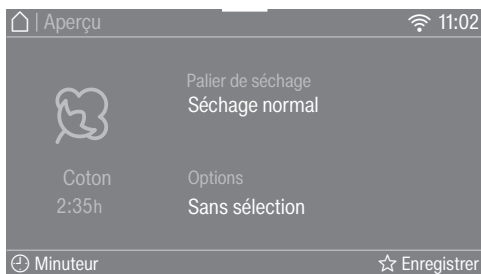 | Aperçu
11:02
Palier de séchage
Séchage normal
Coton
2:35h
Options
Sans sélection
Minuteur
Enregistrer